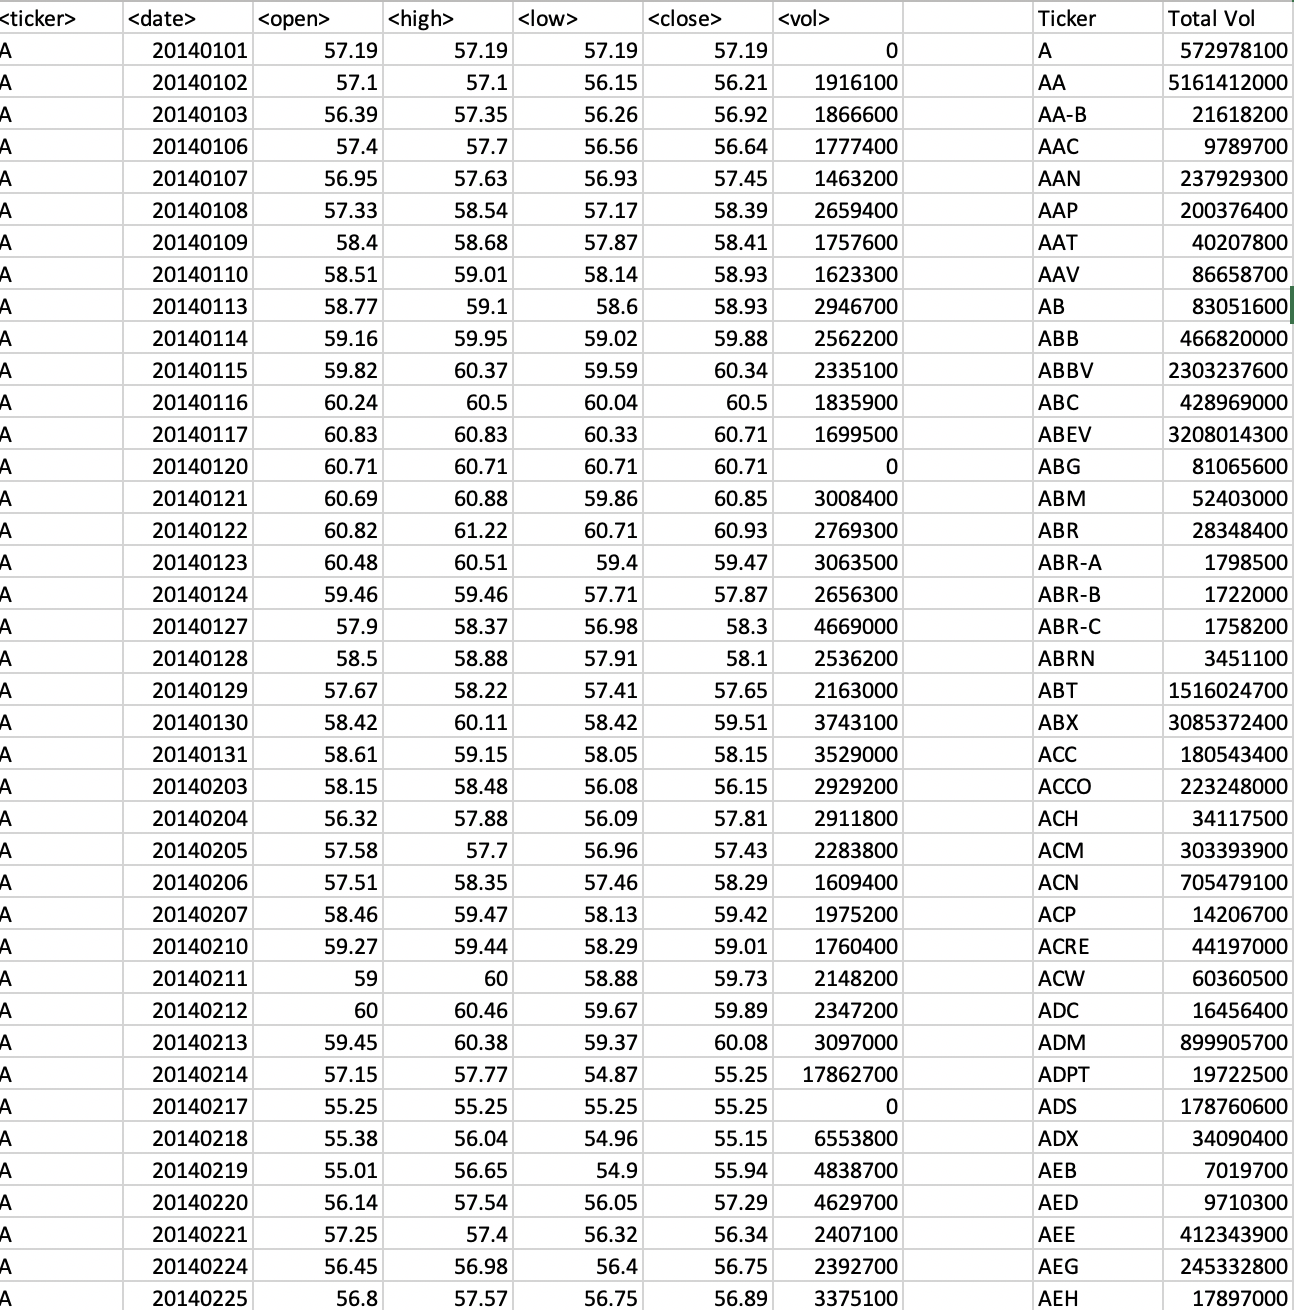 <ticker> <date> <open> <high> <low> <close> <vol> Ticker Total Vol
A 20140101 57.19 57.19 57.19 57.19 0 A 572978100
A 20140102 57.1 57.1 56.15 56.21 1916100 AA 5161412000
A 20140103 56.39 57.35 56.26 56.92 1866600 AA-B 21618200
A 20140106 57.4 57.7 56.56 56.64 1777400 AAC 9789700
A 20140107 56.95 57.63 56.93 57.45 1463200 AAN 237929300
A 20140108 57.33 58.54 57.17 58.39 2659400 AAP 200376400
A 20140109 58.4 58.68 57.87 58.41 1757600 AAT 40207800
A 20140110 58.51 59.01 58.14 58.93 1623300 AAV 86658700
A 20140113 58.77 59.1 58.6 58.93 2946700 AB 83051600
A 20140114 59.16 59.95 59.02 59.88 2562200 ABB 466820000
A 20140115 59.82 60.37 59.59 60.34 2335100 ABBV 2303237600
A 20140116 60.24 60.5 60.04 60.5 1835900 ABC 428969000
A 20140117 60.83 60.83 60.33 60.71 1699500 ABEV 3208014300
A 20140120 60.71 60.71 60.71 60.71 0 ABG 81065600
A 20140121 60.69 60.88 59.86 60.85 3008400 ABM 52403000
A 20140122 60.82 61.22 60.71 60.93 2769300 ABR 28348400
A 20140123 60.48 60.51 59.4 59.47 3063500 ABR-A 1798500
A 20140124 59.46 59.46 57.71 57.87 2656300 ABR-B 1722000
A 20140127 57.9 58.37 56.98 58.3 4669000 ABR-C 1758200
A 20140128 58.5 58.88 57.91 58.1 2536200 ABRN 3451100
A 20140129 57.67 58.22 57.41 57.65 2163000 ABT 1516024700
A 20140130 58.42 60.11 58.42 59.51 3743100 ABX 3085372400
A 20140131 58.61 59.15 58.05 58.15 3529000 ACC 180543400
A 20140203 58.15 58.48 56.08 56.15 2929200 ACCO 223248000
A 20140204 56.32 57.88 56.09 57.81 2911800 ACH 34117500
A 20140205 57.58 57.7 56.96 57.43 2283800 ACM 303393900
A 20140206 57.51 58.35 57.46 58.29 1609400 ACN 705479100
A 20140207 58.46 59.47 58.13 59.42 1975200 ACP 14206700
A 20140210 59.27 59.44 58.29 59.01 1760400 ACRE 44197000
A 20140211 59 60 58.88 59.73 2148200 ACW 60360500
A 20140212 60 60.46 59.67 59.89 2347200 ADC 16456400
A 20140213 59.45 60.38 59.37 60.08 3097000 ADM 899905700
A 20140214 57.15 57.77 54.87 55.25 17862700 ADPT 19722500
A 20140217 55.25 55.25 55.25 55.25 0 ADS 178760600
A 20140218 55.38 56.04 54.96 55.15 6553800 ADX 34090400
A 20140219 55.01 56.65 54.9 55.94 4838700 AEB 7019700
A 20140220 56.14 57.54 56.05 57.29 4629700 AED 9710300
A 20140221 57.25 57.4 56.32 56.34 2407100 AEE 412343900
A 20140224 56.45 56.98 56.4 56.75 2392700 AEG 245332800
A 20140225 56.8 57.57 56.75 56.89 3375100 AEH 17897000